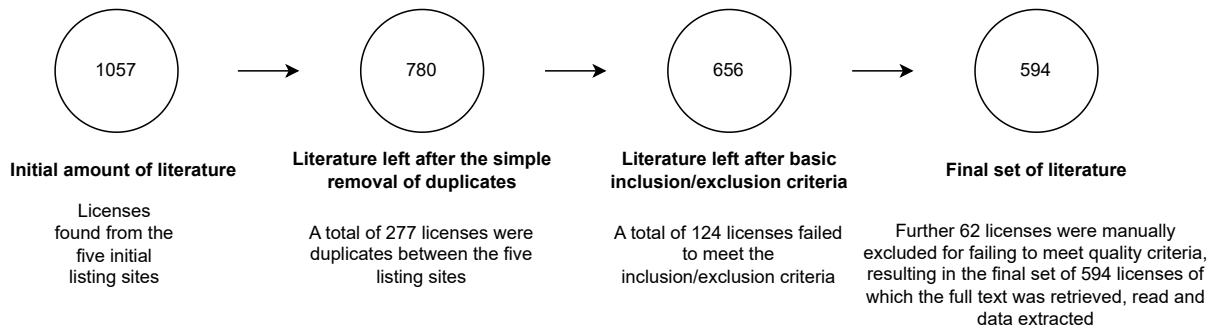 1057
780
656
594
Initial amount of literature
Licenses
found from the
five initial
listing sites
Literature left after the simple
removal of duplicates
A total of 277 licenses were
duplicates between the five
listing sites
Literature left after basic
inclusion/exclusion criteria
A total of 124 licenses failed
to meet the
inclusion/exclusion criteria
Final set of literature
Further 62 licenses were manually
excluded for failing to meet quality criteria,
resulting in the final set of 594 licenses of
which the full text was retrieved, read and
data extracted